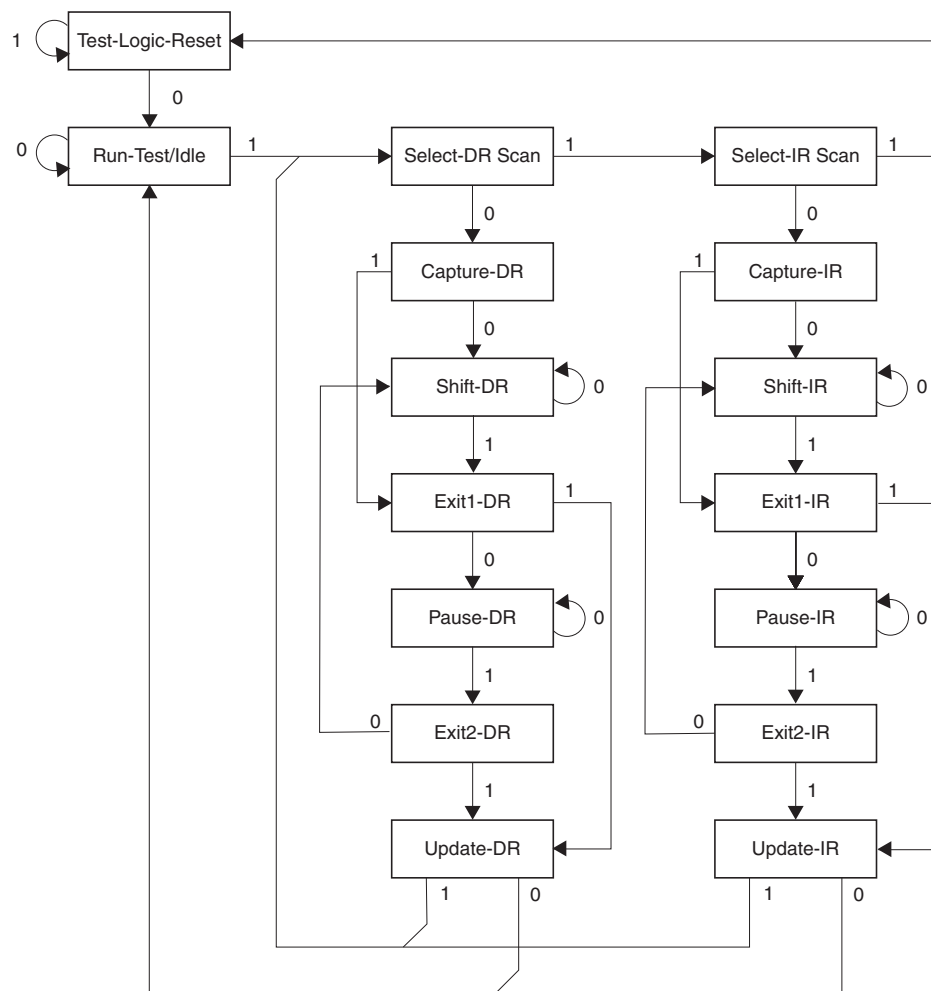 Test-Logic-Reset
1
0
Run-Test/Idle
0
1
Select-DR Scan
1
Select-IR Scan
1
0
0
1
Capture-DR
1
Capture-IR
0
0
Shift-DR
0
Shift-IR
0
1
1
Exit1-DR
1
Exit1-IR
1
0
0
Pause-DR
0
Pause-IR
0
1
1
0
Exit2-DR
0
Exit2-IR
1
1
Update-DR
Update-IR
1
0
1
0